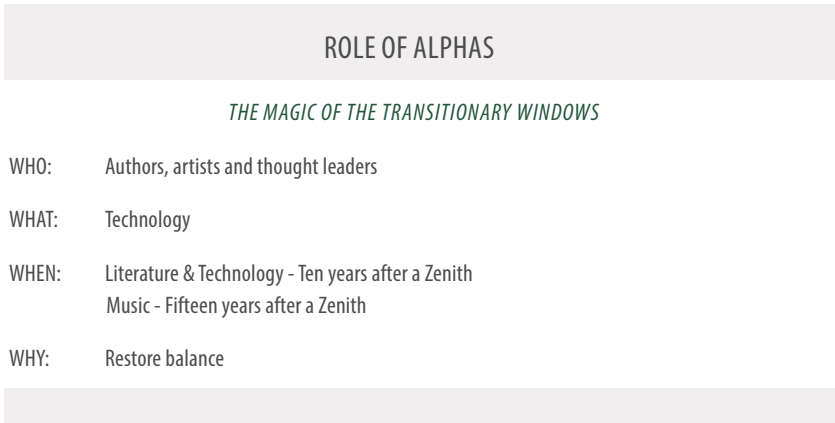 ROLE OF ALPHAS
THE MAGIC OF THE TRANSITIONARY WINDOWS
WHO: Authors, artists and thought leaders
WHAT: Technology
WHEN: Literature & Technology - Ten years after a Zenith
Music - Fifteen years after a Zenith
WHY: Restore balance